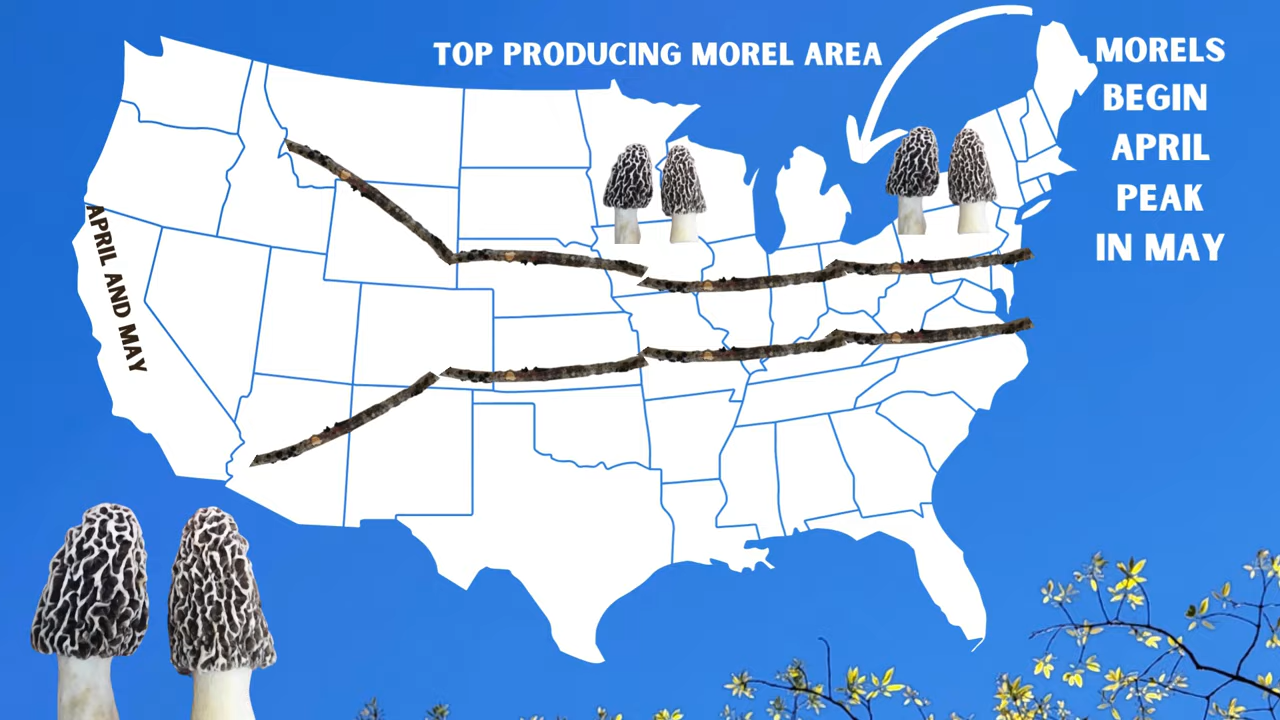 TOP PRODUCING MOREL AREA
MORELS
BEGIN
APRIL
PEAK
IN MAY
APRIL AND MAY